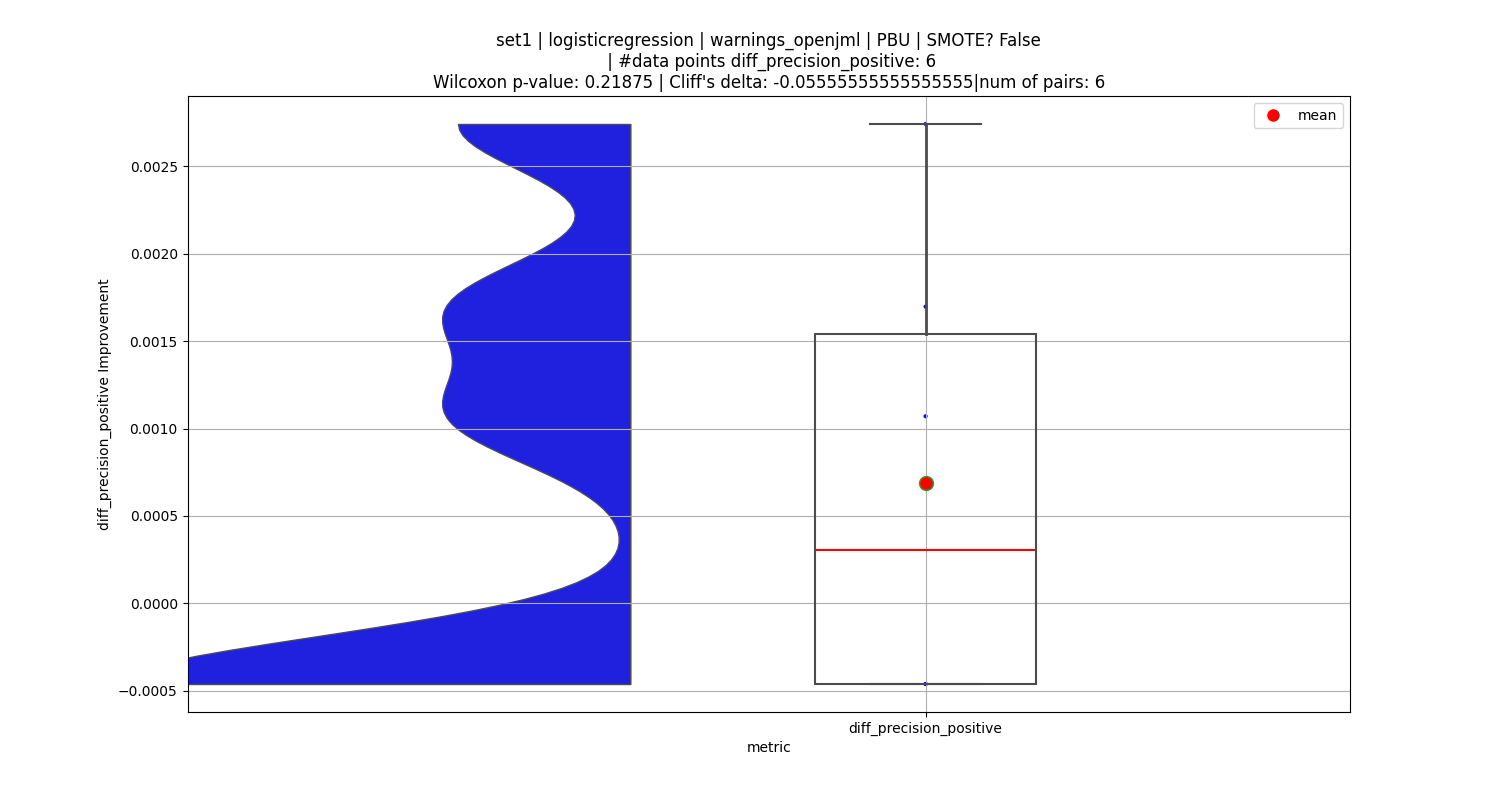 set1 | logisticregression | warnings_openjml | PBU | SMOTE? False
| #data points diff_precision_positive: 6
Wilcoxon p-value: 0.21875 | Cliff's delta: -0.05555555555555555|num of pairs: 6
mean
0.0025
0.0020
0.0015
0.0010
0.0005
0.0000
−0.0005
diff_precision_positive Improvement
diff_precision_positive
metric